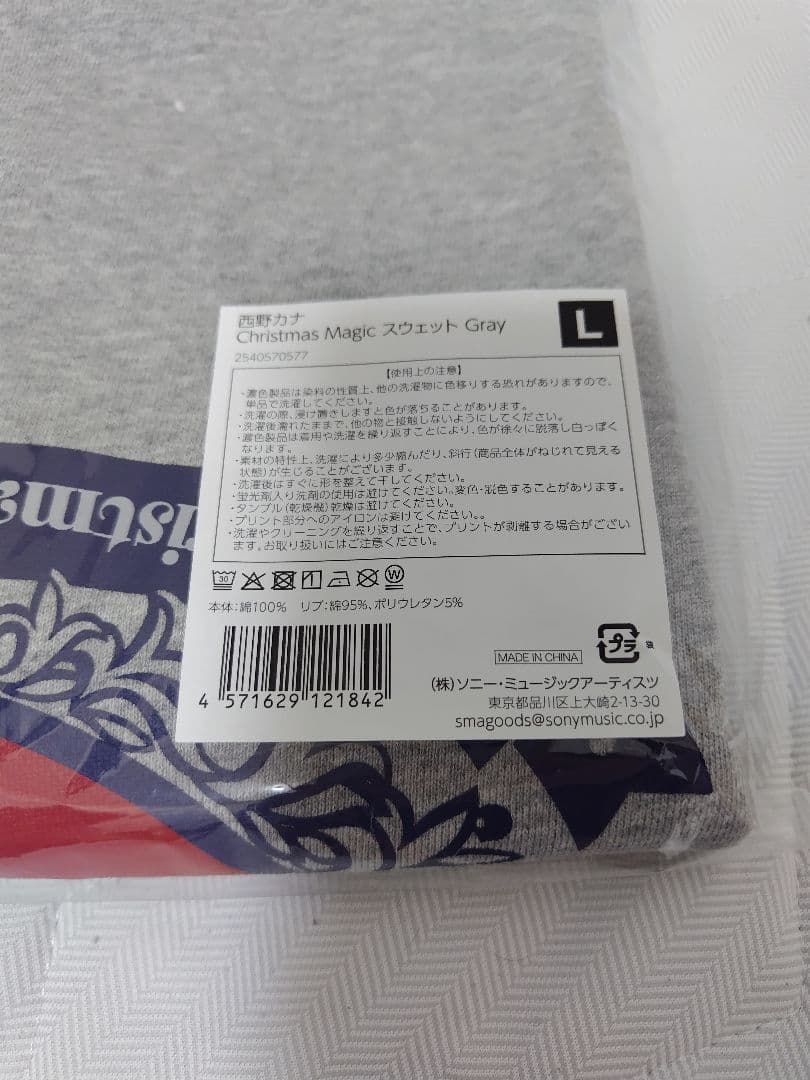 西野カナ
Christmas Magic スウェット Gray
L
2540570577
【使用上の注意】
・濃色製品は染料の性質上、他の洗濯物に色移りする恐れがありますので、
単品で洗濯してください。
・洗濯の際、浸け置きしますと色が落ちることがあります。
・洗濯後濡れたままで、他の物と接触しないようにしてください。
・濃色製品は着用や洗濯を繰り返すことにより、色が徐々に脱落し白っぽく
なります。
・素材の特性上、洗濯により多少縮んだり、斜行(商品全体がねじれて見える
状態)が生じることがございます。
・洗濯後はすぐに形を整えて干してください。
・蛍光剤入り洗剤の使用は避けてください。変色・脱色することがあります。
・タンブル(乾燥機)乾燥は避けてください。
・プリント部分へのアイロンは避けてください。。
・洗濯やクリーニングを繰り返すことで、プリントが剥離する場合がござい
ます。お取り扱いにはご注意ください。
30
W
本体:綿100% リブ:綿95%、ポリウレタン5%
4 571629 121842
MADE IN CHINA
プラ
袋
(株)ソニー・ミュージックアーティスツ
東京都品川区上大崎2-13-30
smagoods@sonymusic.co.jp
ristma